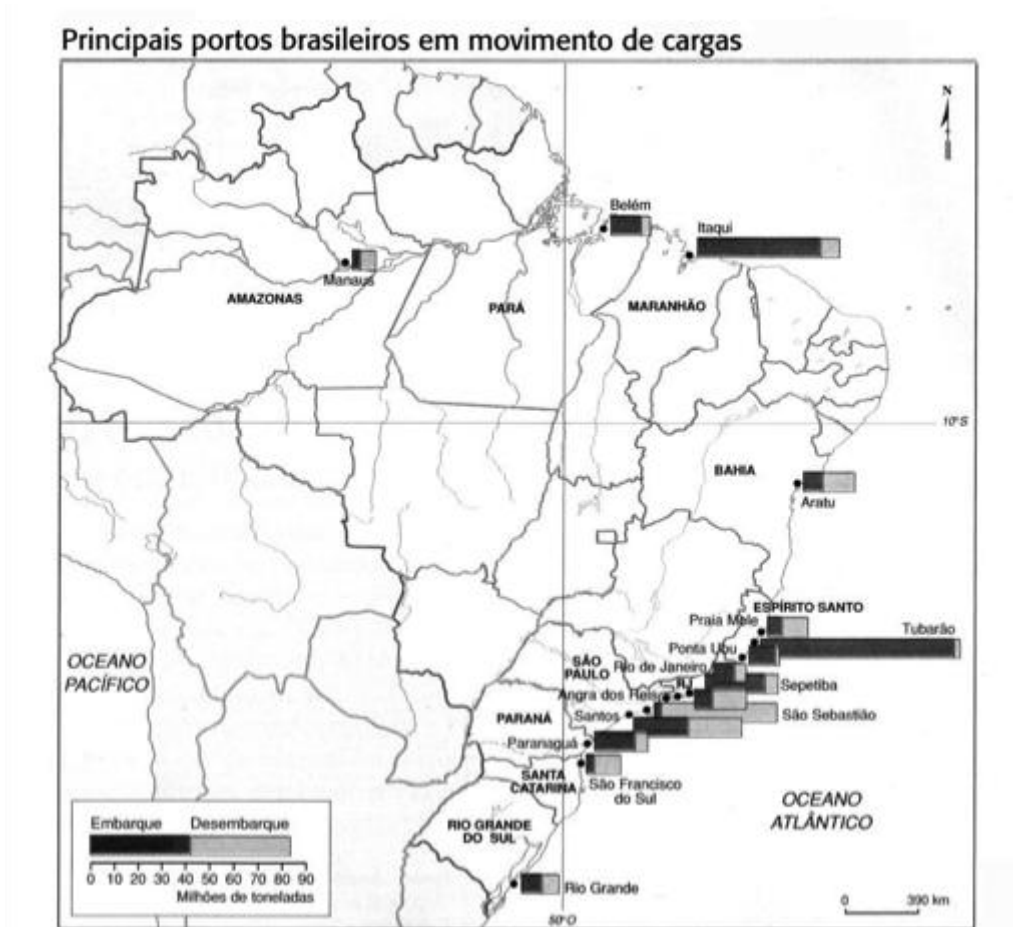 Principais portos brasileiros em movimento de cargas
N
Belém
Itaqui
Manaus
AMAZONAS
PARÁ
MARANHÃO
10°S
BAHIA
Aratu
ESPÍRITO SANTO
Praia Mole
Tubarão
Ponta Ubu
OCEANO
PACÍFICO
SÃO
PAULO
Rio de Janeiro
RJ
Sepetiba
Angra dos Reis
Santos
São Sebastião
PARANÁ
Paranaguá
SANTA
CATARINA
São Francisco
do Sul
OCEANO
ATLÂNTICO
RIO GRANDE
DO SUL
Embarque Desembarque
0 10 20 30 40 50 60 70 80 90
Milhões de toneladas
Rio Grande
0 390 km
50°O